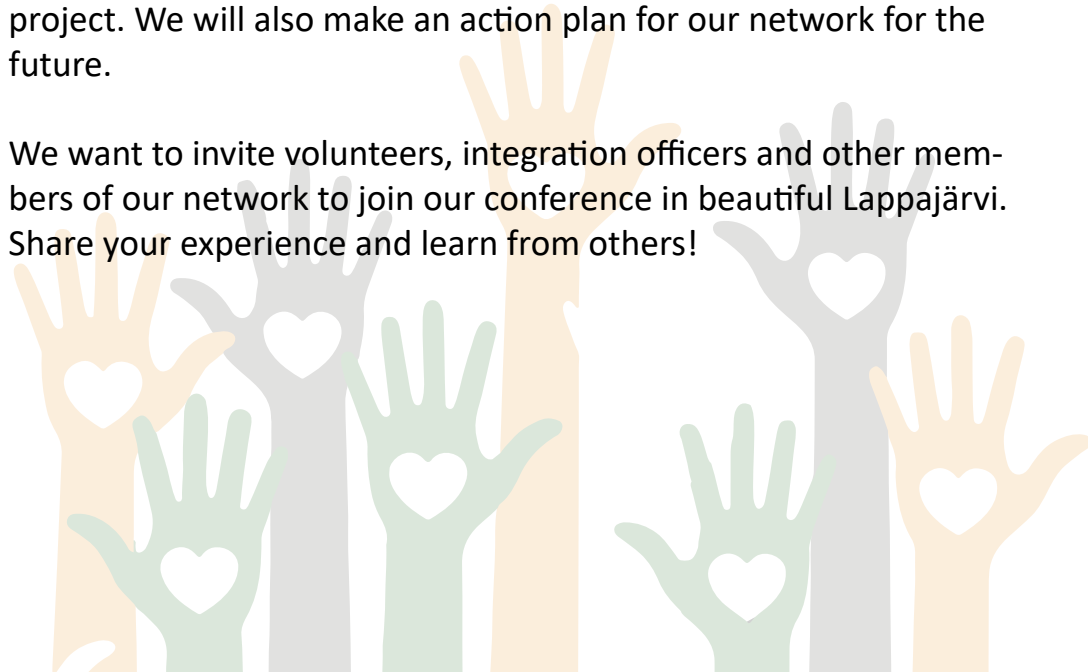 project. We will also make an action plan for our network for the
future.
We want to invite volunteers, integration officers and other mem-
bers of our network to join our conference in beautiful Lappajärvi.
Share your experience and learn from others!